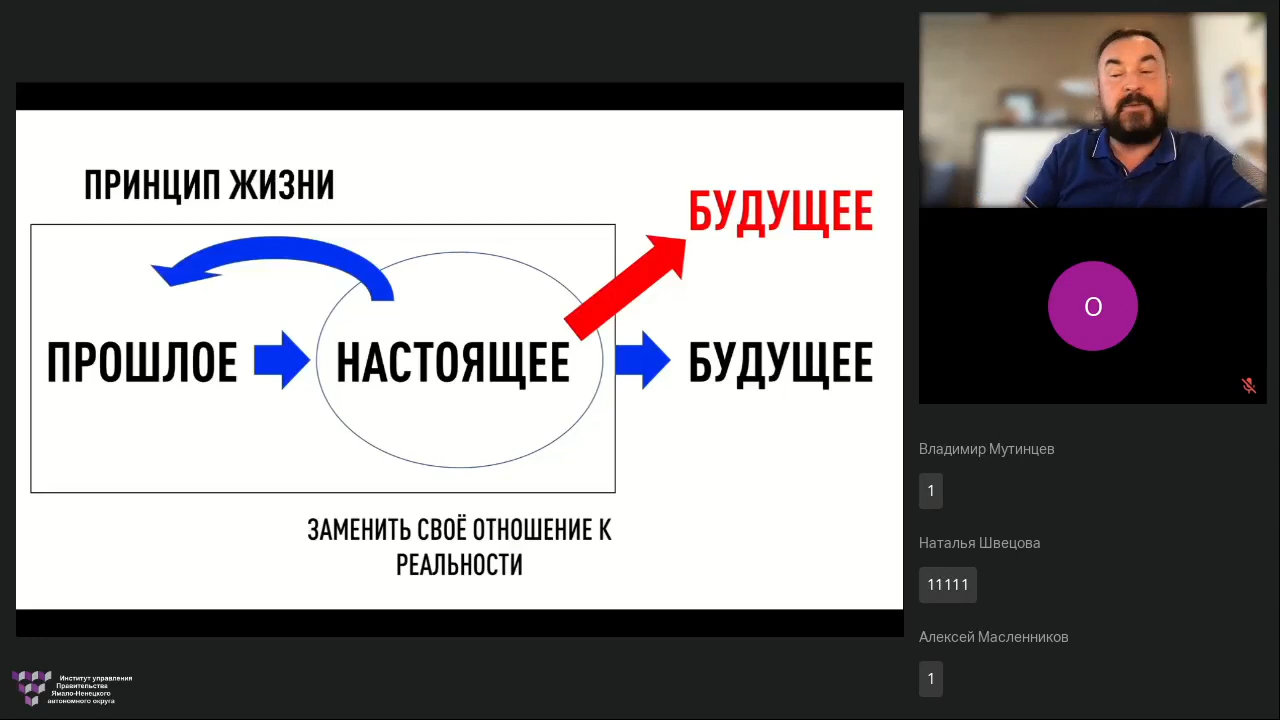 ПРИНЦИП ЖИЗНИ
БУДУЩЕЕ
ПРОШЛОЕ
НАСТОЯЩЕЕ
БУДУЩЕЕ
ЗАМЕНИТЬ СВОЁ ОТНОШЕНИЕ К
РЕАЛЬНОСТИ
О
Владимир Мутинцев
1
Наталья Швецова
11111
Алексей Масленников
1
Институт управления
Правительства
Ямало-Ненецкого
автономного округа